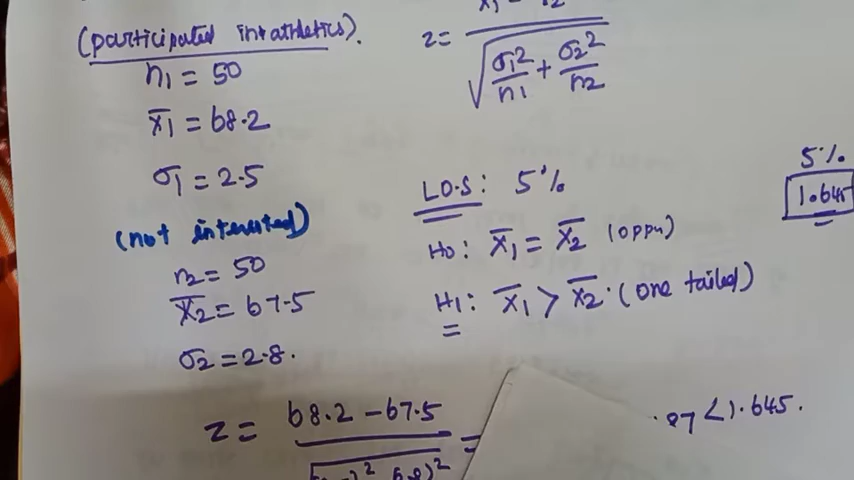 (participated in athletics).
n1 = 50
x̄1 = 68.2
σ1 = 2.5
(not interested)
n2 = 50
x̄2 = 67.5
σ2 = 2.8.
z = 68.2 - 67.5
=
z =
√ σ1²/n1 + σ2²/n2
5%
1.645
L.O.S: 5%
H0: x̄1 = x̄2 (oppn)
H1: x̄1 > x̄2. (One tailed)
.87 < 1.645.